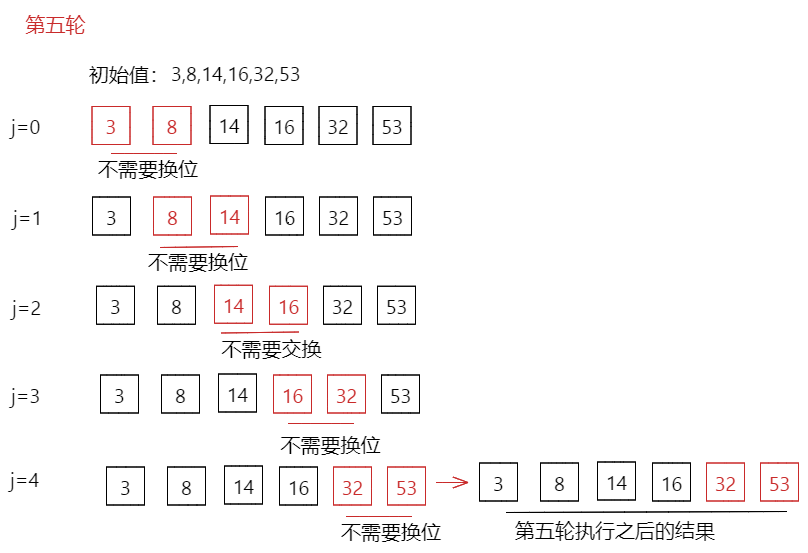 第五轮
初始值： 3,8,14,16,32,53
j=0 3 8 14 16 32 53
不需要换位
j=1 3 8 14 16 32 53
不需要换位
j=2 3 8 14 16 32 53
不需要交换
j=3 3 8 14 16 32 53
不需要换位
j=4 3 8 14 16 32 53 3 8 14 16 32 53
不需要换位 第五轮执行之后的结果